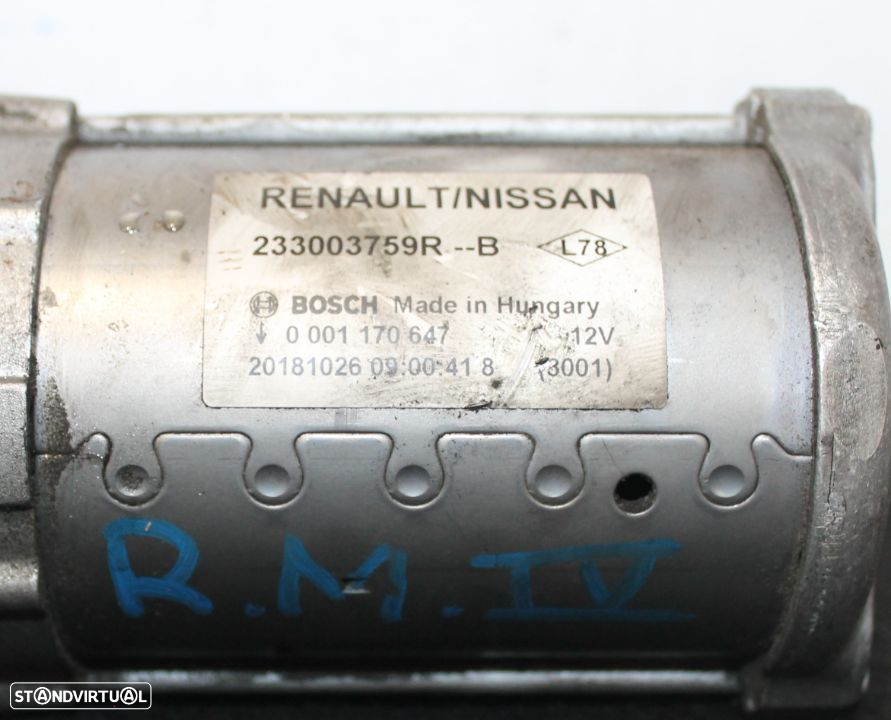 RENAULT/NISSAN
233003759R --B L78
BOSCH Made in Hungary
0 001 170 647 12V
20181026 09:00:41 8 (3001)
R.M.IV
STANDVIRTUAL